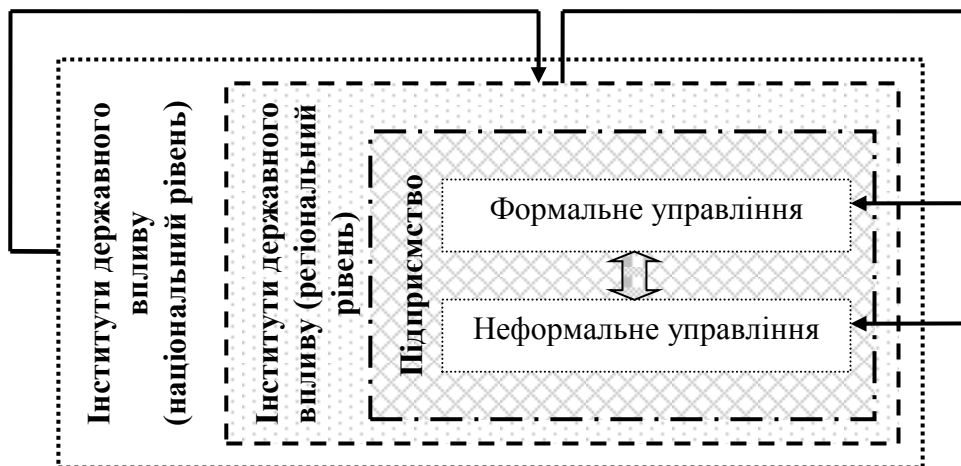 Інститути державного
впливу
(національний рівень)
Інститути державного
впливу (регіональний
рівень)
Підприємство
Формальне управління
Неформальне управління